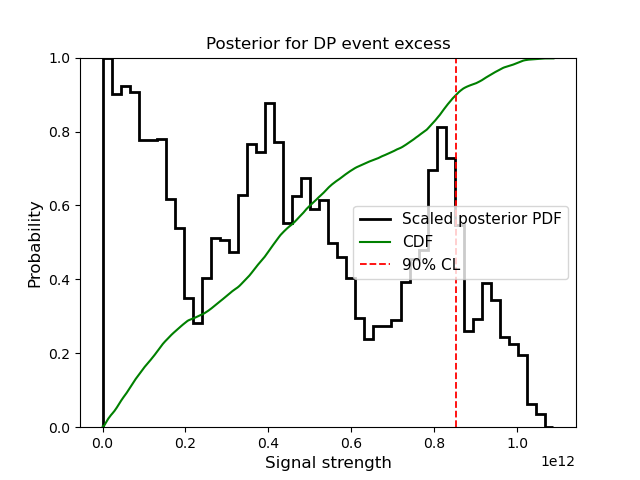 Posterior for DP event excess
Probability
1.0
0.8
0.6
0.4
0.2
0.0
Scaled posterior PDF
CDF
90% CL
0.0 0.2 0.4 0.6 0.8 1.0
1e12
Signal strength